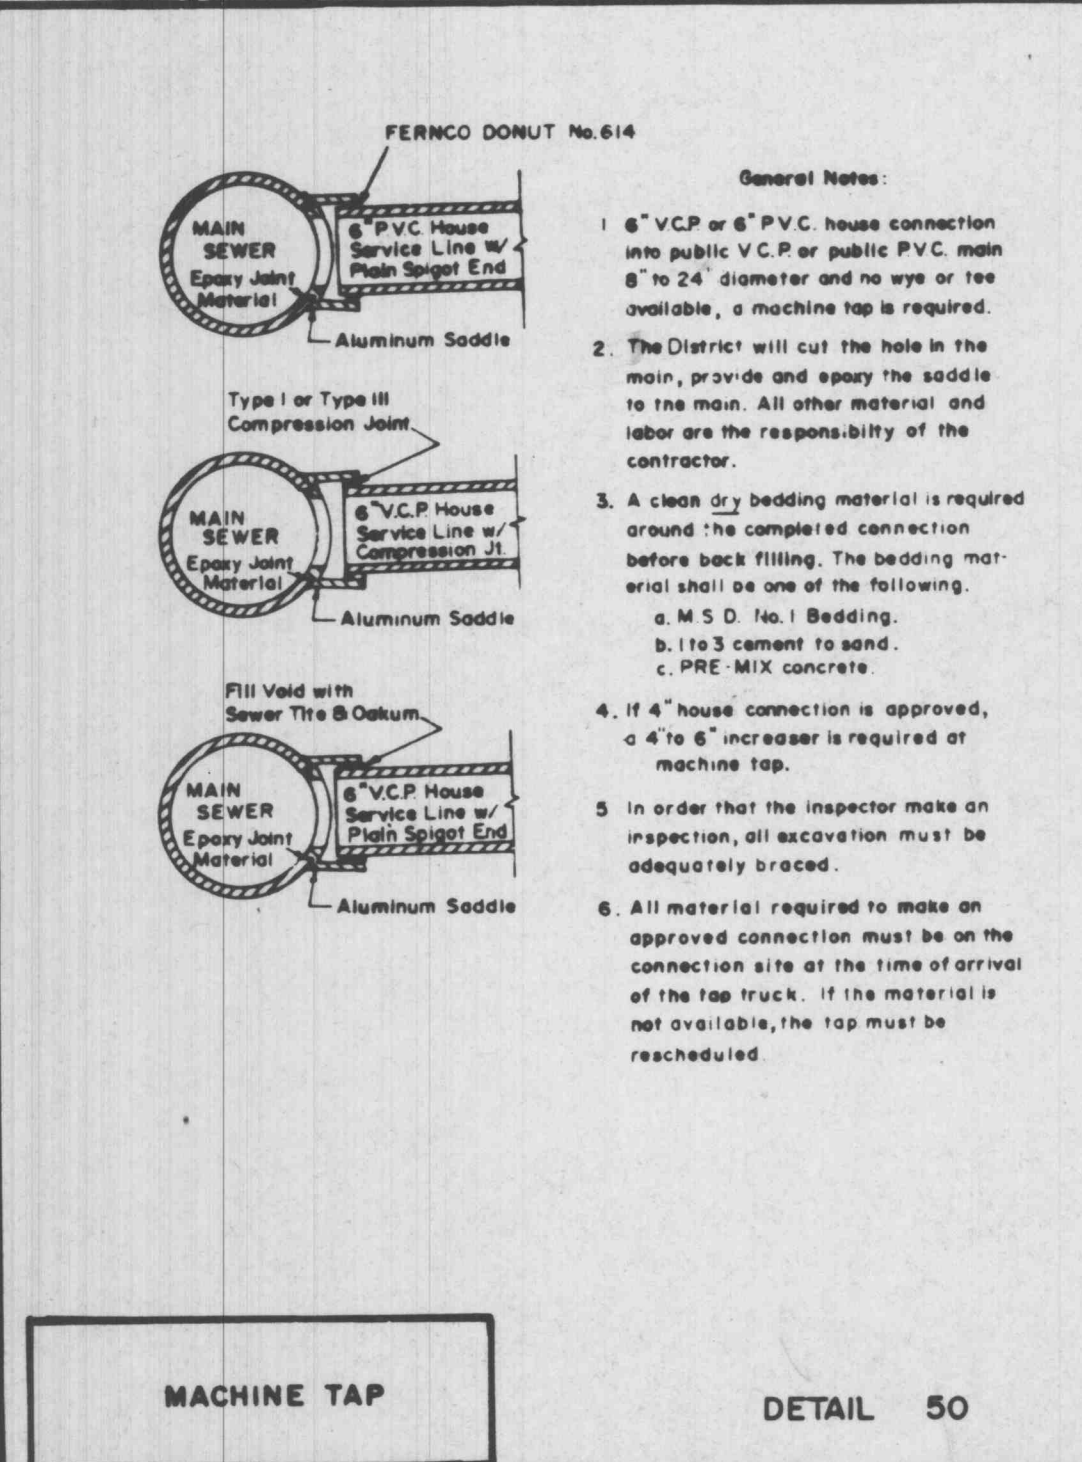 FERNCO DONUT No.614
MAIN
SEWER
Epoxy Joint
Material
6" P.V.C. House
Service Line w/
Plain Spigot End
Aluminum Saddle
Type I or Type III
Compression Joint
MAIN
SEWER
Epoxy Joint
Material
6" V.C.P. House
Service Line w/
Compression Jt.
Aluminum Saddle
Fill Void with
Sewer Tite & Oakum
MAIN
SEWER
Epoxy Joint
Material
6" V.C.P. House
Service Line w/
Plain Spigot End
Aluminum Saddle
General Notes:
1 6" V.C.P. or 6" P.V.C. house connection
into public V.C.P. or public P.V.C. main
8" to 24" diameter and no wye or tee
available, a machine tap is required.
2. The District will cut the hole in the
main, provide and epoxy the saddle
to the main. All other material and
labor are the responsibilty of the
contractor.
3. A clean dry bedding material is required
around the completed connection
before back filling. The bedding mat-
erial shall be one of the following.
a. M.S.D. No. 1 Bedding.
b. 1 to 3 cement to sand.
c. PRE-MIX concrete.
4. If 4" house connection is approved,
a 4" to 6" increaser is required at
machine tap.
5 In order that the inspector make an
inspection, all excavation must be
adequately braced.
6. All material required to make an
approved connection must be on the
connection site at the time of arrival
of the tap truck. If the material is
not available, the tap must be
rescheduled.
MACHINE TAP
DETAIL 50